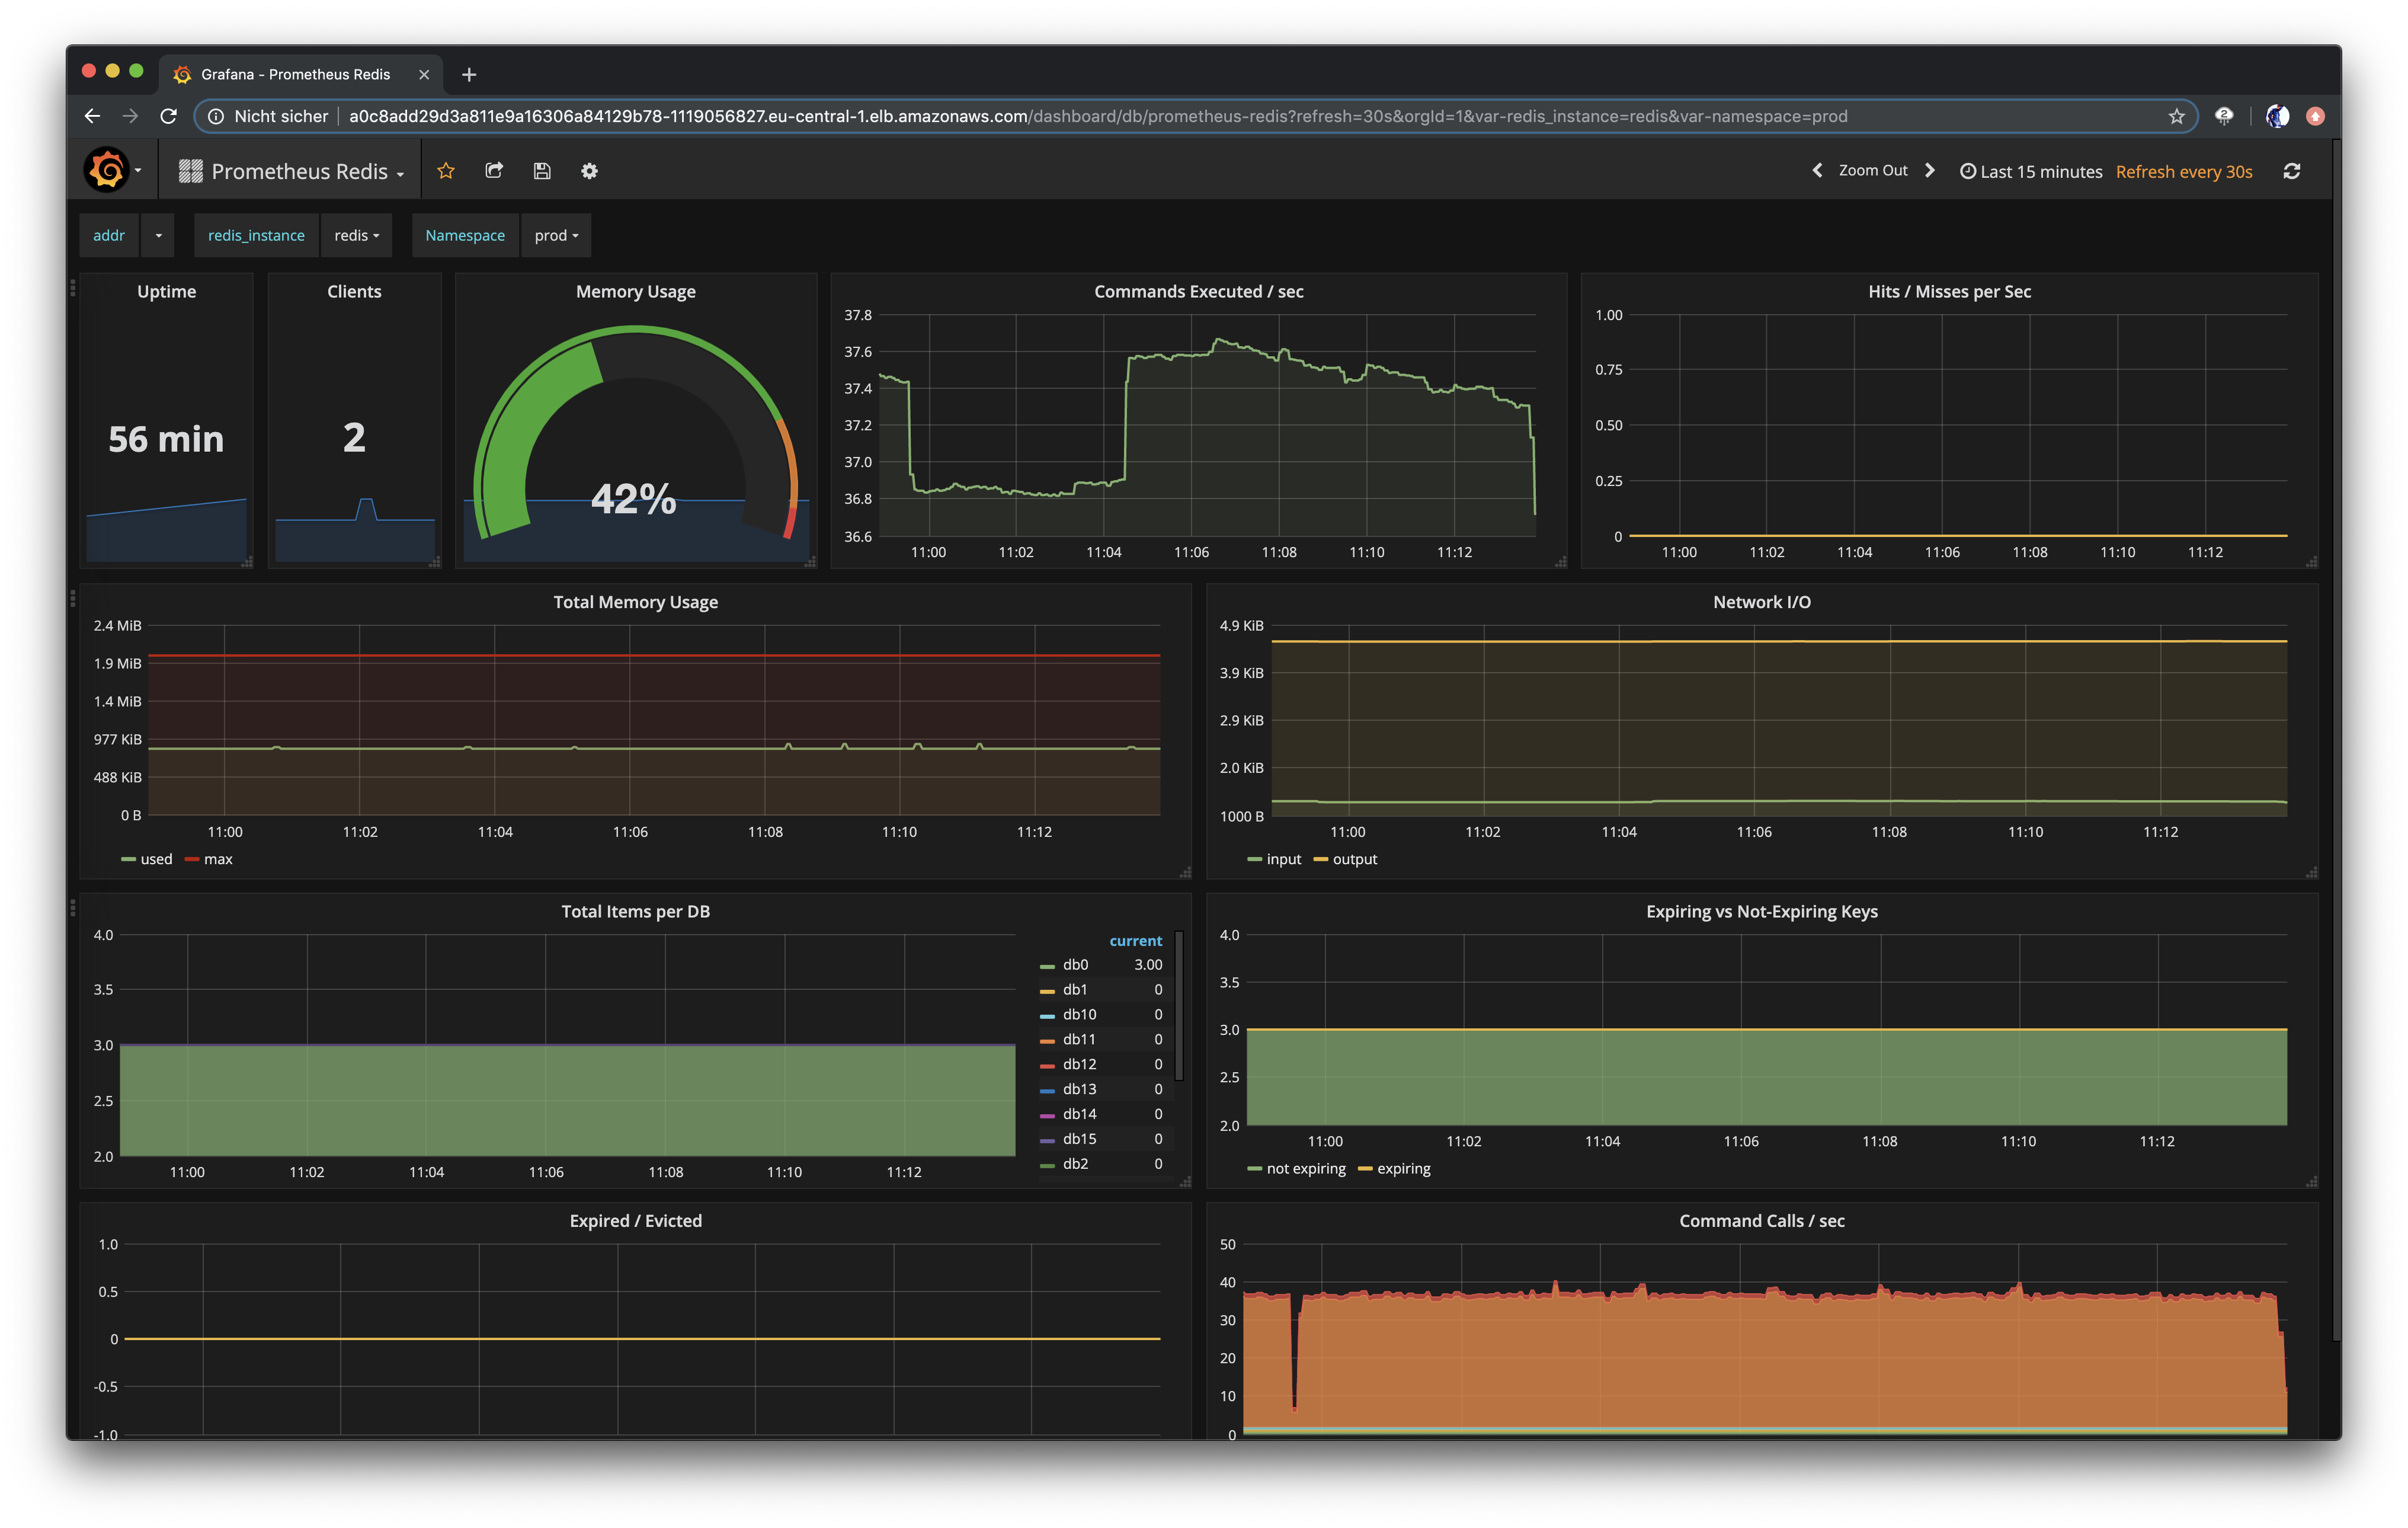 Grafana - Prometheus Redis
Nicht sicher | a0c8add29d3a811e9a16306a84129b78-1119056827.eu-central-1.elb.amazonaws.com/dashboard/db/prometheus-redis?refresh=30s&orgId=1&var-redis_instance=redis&var-namespace=prod
Prometheus Redis
Zoom Out
Last 15 minutes Refresh every 30s
addr
redis_instance redis
Namespace prod
Uptime
56 min
Clients
2
Memory Usage
42%
Commands Executed / sec
37.8
37.6
37.4
37.2
37.0
36.8
36.6
11:00 11:02 11:04 11:06 11:08 11:10 11:12
Hits / Misses per Sec
1.00
0.75
0.50
0.25
0
11:00 11:02 11:04 11:06 11:08 11:10 11:12
Total Memory Usage
2.4 MiB
1.9 MiB
1.4 MiB
977 KiB
488 KiB
0 B
11:00 11:02 11:04 11:06 11:08 11:10 11:12
used max
Network I/O
4.9 KiB
3.9 KiB
2.9 KiB
2.0 KiB
1000 B
11:00 11:02 11:04 11:06 11:08 11:10 11:12
input output
Total Items per DB
4.0
3.5
3.0
2.5
2.0
11:00 11:02 11:04 11:06 11:08 11:10 11:12
current
db0 3.00
db1 0
db10 0
db11 0
db12 0
db13 0
db14 0
db15 0
db2 0
Expiring vs Not-Expiring Keys
4.0
3.5
3.0
2.5
2.0
11:00 11:02 11:04 11:06 11:08 11:10 11:12
not expiring expiring
Expired / Evicted
1.0
0.5
0
-0.5
-1.0
Command Calls / sec
50
40
30
20
10
0